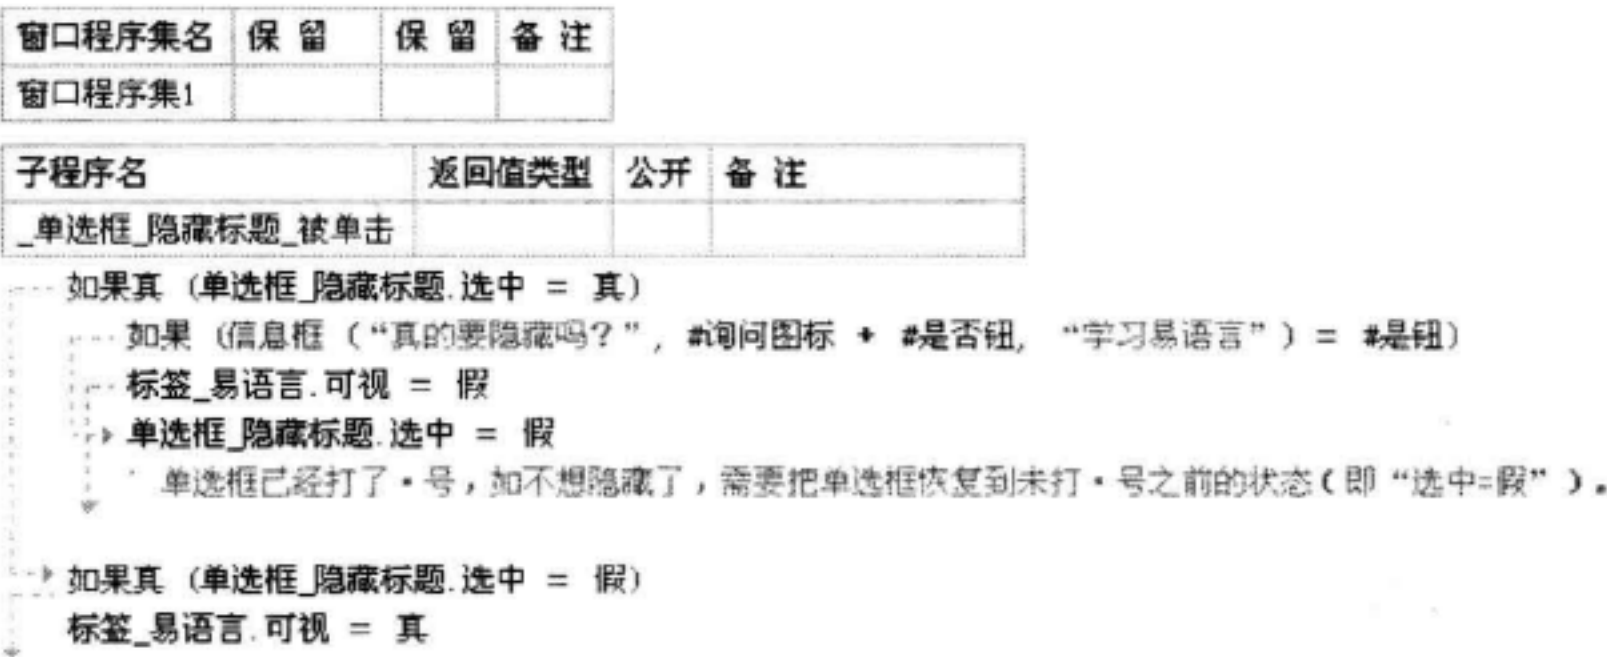 窗口程序集名 保 留 保 留 备 注
窗口程序集1
子程序名 返回值类型 公开 备 注
_单选框_隐藏标题_被单击
如果真 (单选框_隐藏标题.选中 = 真)
如果 (信息框 (“真的要隐藏吗?”, #询问图标 + #是否钮, “学习易语言”) = #是钮)
标签_易语言.可视 = 假
单选框_隐藏标题.选中 = 假
' 单选框已经打了·号,如不想隐藏了,需要把单选框恢复到未打·号之前的状态(即“选中=假”)。
如果真 (单选框_隐藏标题.选中 = 假)
标签_易语言.可视 = 真